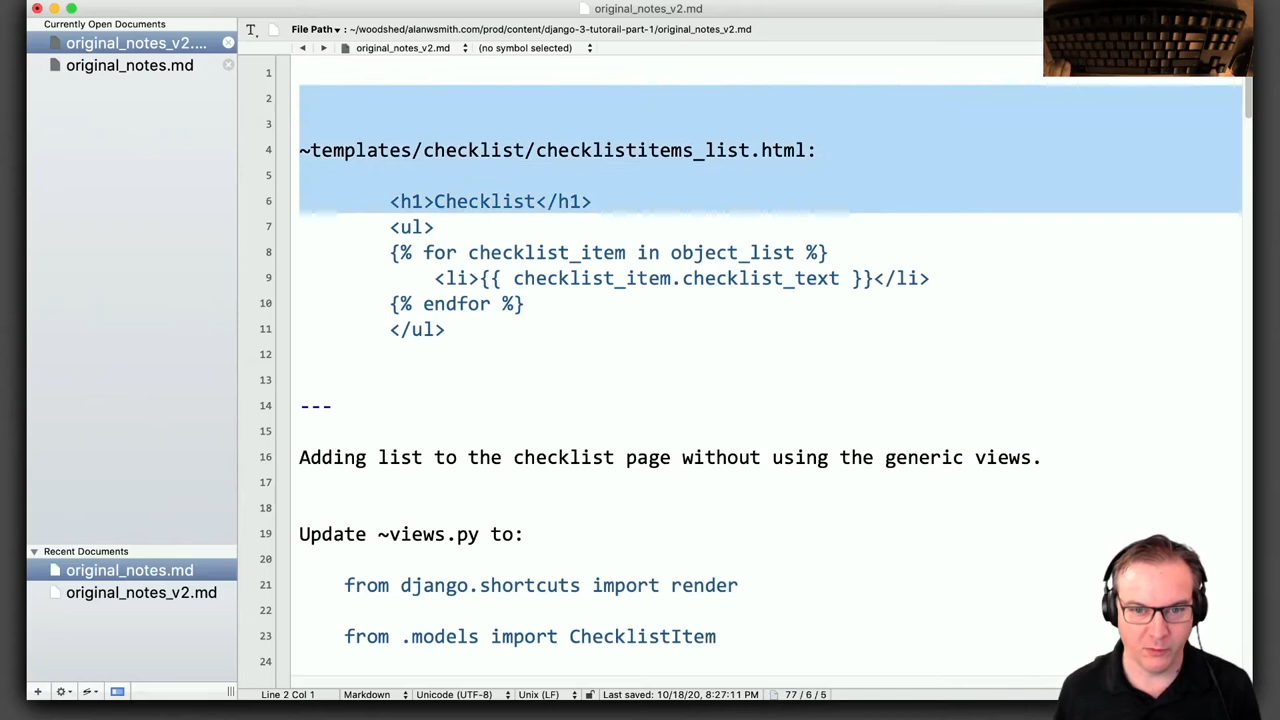 original_notes_v2.md
Currently Open Documents
original_notes_v2....
original_notes.md
File Path ▾ : ~/woodshed/alanwsmith/prod/content/django-3-tutorail-part-1/original_notes_v2.md
original_notes_v2.md (no symbol selected)
1
2
3
4 ~templates/checklist/checklistitems_list.html:
5
6 <h1>Checklist</h1>
7 <ul>
8 {% for checklist_item in object_list %}
9 <li>{{ checklist_item.checklist_text }}</li>
10 {% endfor %}
11 </ul>
12
13
14 ---
15
16 Adding list to the checklist page without using the generic views.
17
18
19 Update ~views.py to:
20
21 from django.shortcuts import render
22
23 from .models import ChecklistItem
24
Recent Documents
original_notes.md
original_notes_v2.md
Line 2 Col 1 Markdown Unicode (UTF-8) Unix (LF) Last saved: 10/18/20, 8:27:11 PM 77 / 6 / 5